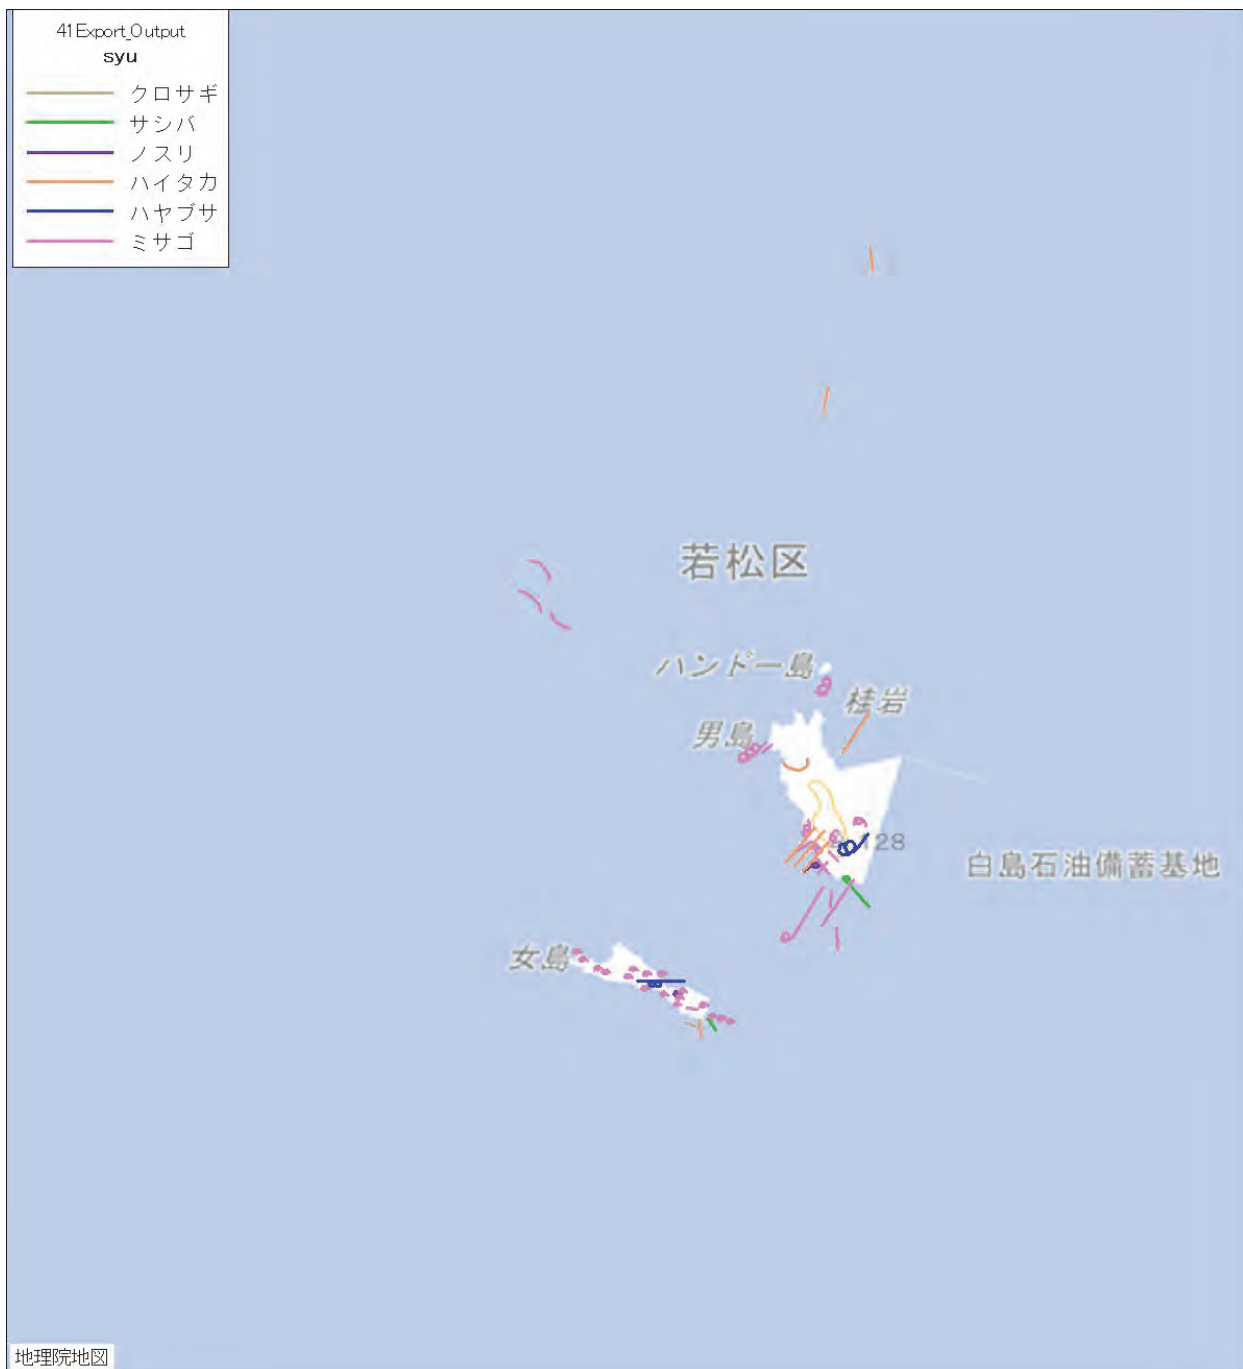 41Export_Output
syu
クロサギ
サシバ
ノスリ
ハイタカ
ハヤブサ
ミサゴ
若松区
ハンドー島
桂岩
男島
128
白島石油備蓄基地
女島
地理院地図